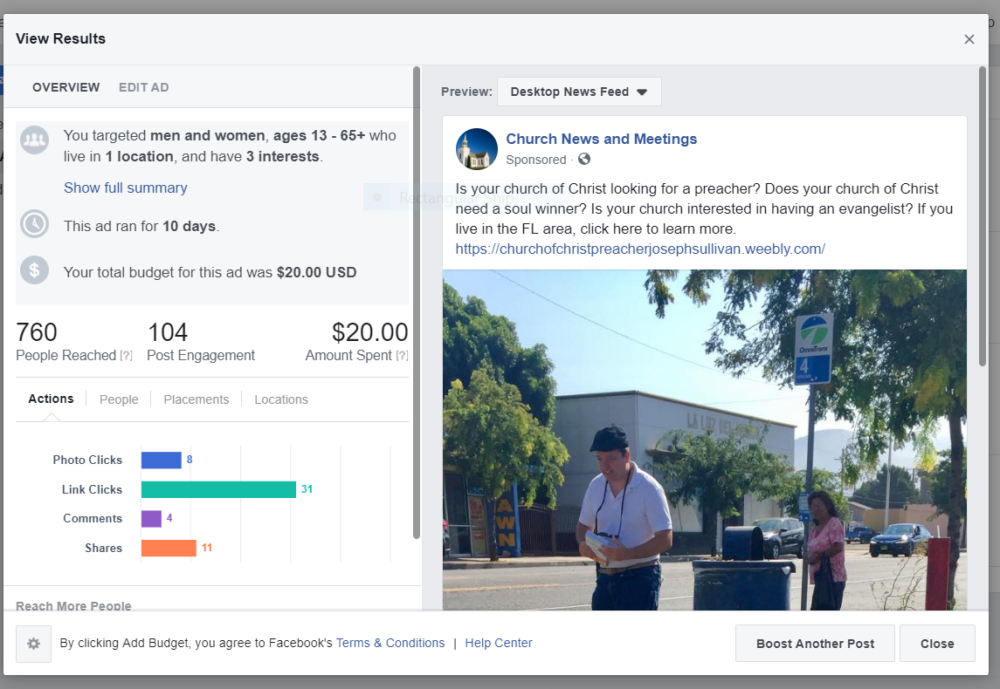 View Results
OVERVIEW EDIT AD
You targeted men and women, ages 13 - 65+ who
live in 1 location, and have 3 interests.
Show full summary
This ad ran for 10 days.
Your total budget for this ad was $20.00 USD
760 104 $20.00
People Reached [?] Post Engagement Amount Spent [?]
Actions People Placements Locations
Photo Clicks 8
Link Clicks 31
Comments 4
Shares 11
Reach More People
Preview: Desktop News Feed
Church News and Meetings
Sponsored ·
Rectangular Snip
Is your church of Christ looking for a preacher? Does your church of Christ
need a soul winner? Is your church interested in having an evangelist? If you
live in the FL area, click here to learn more.
https://churchofchristpreacherjosephsullivan.weebly.com/
OmniTrans
4
LA LUZ DEL
AWN
By clicking Add Budget, you agree to Facebook's Terms & Conditions | Help Center
Boost Another Post Close